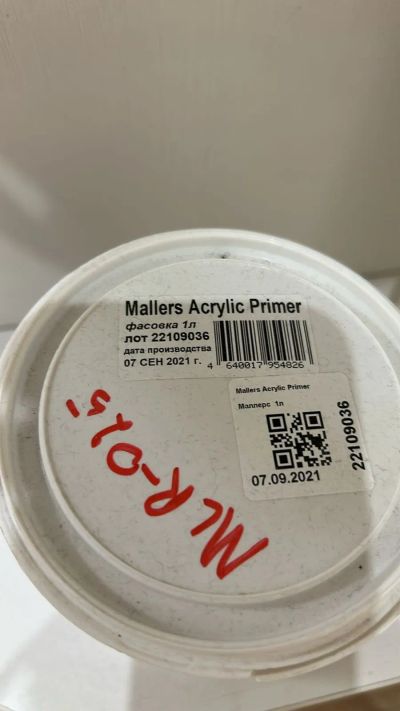 Mallers Acrylic Primer
фасовка 1л
лот 22109036
дата производства
07 СЕН 2021 г.
4 640017 954826
Mallers Acrylic Primer
Маллерс 1л
22109036
07.09.2021
MLR-025